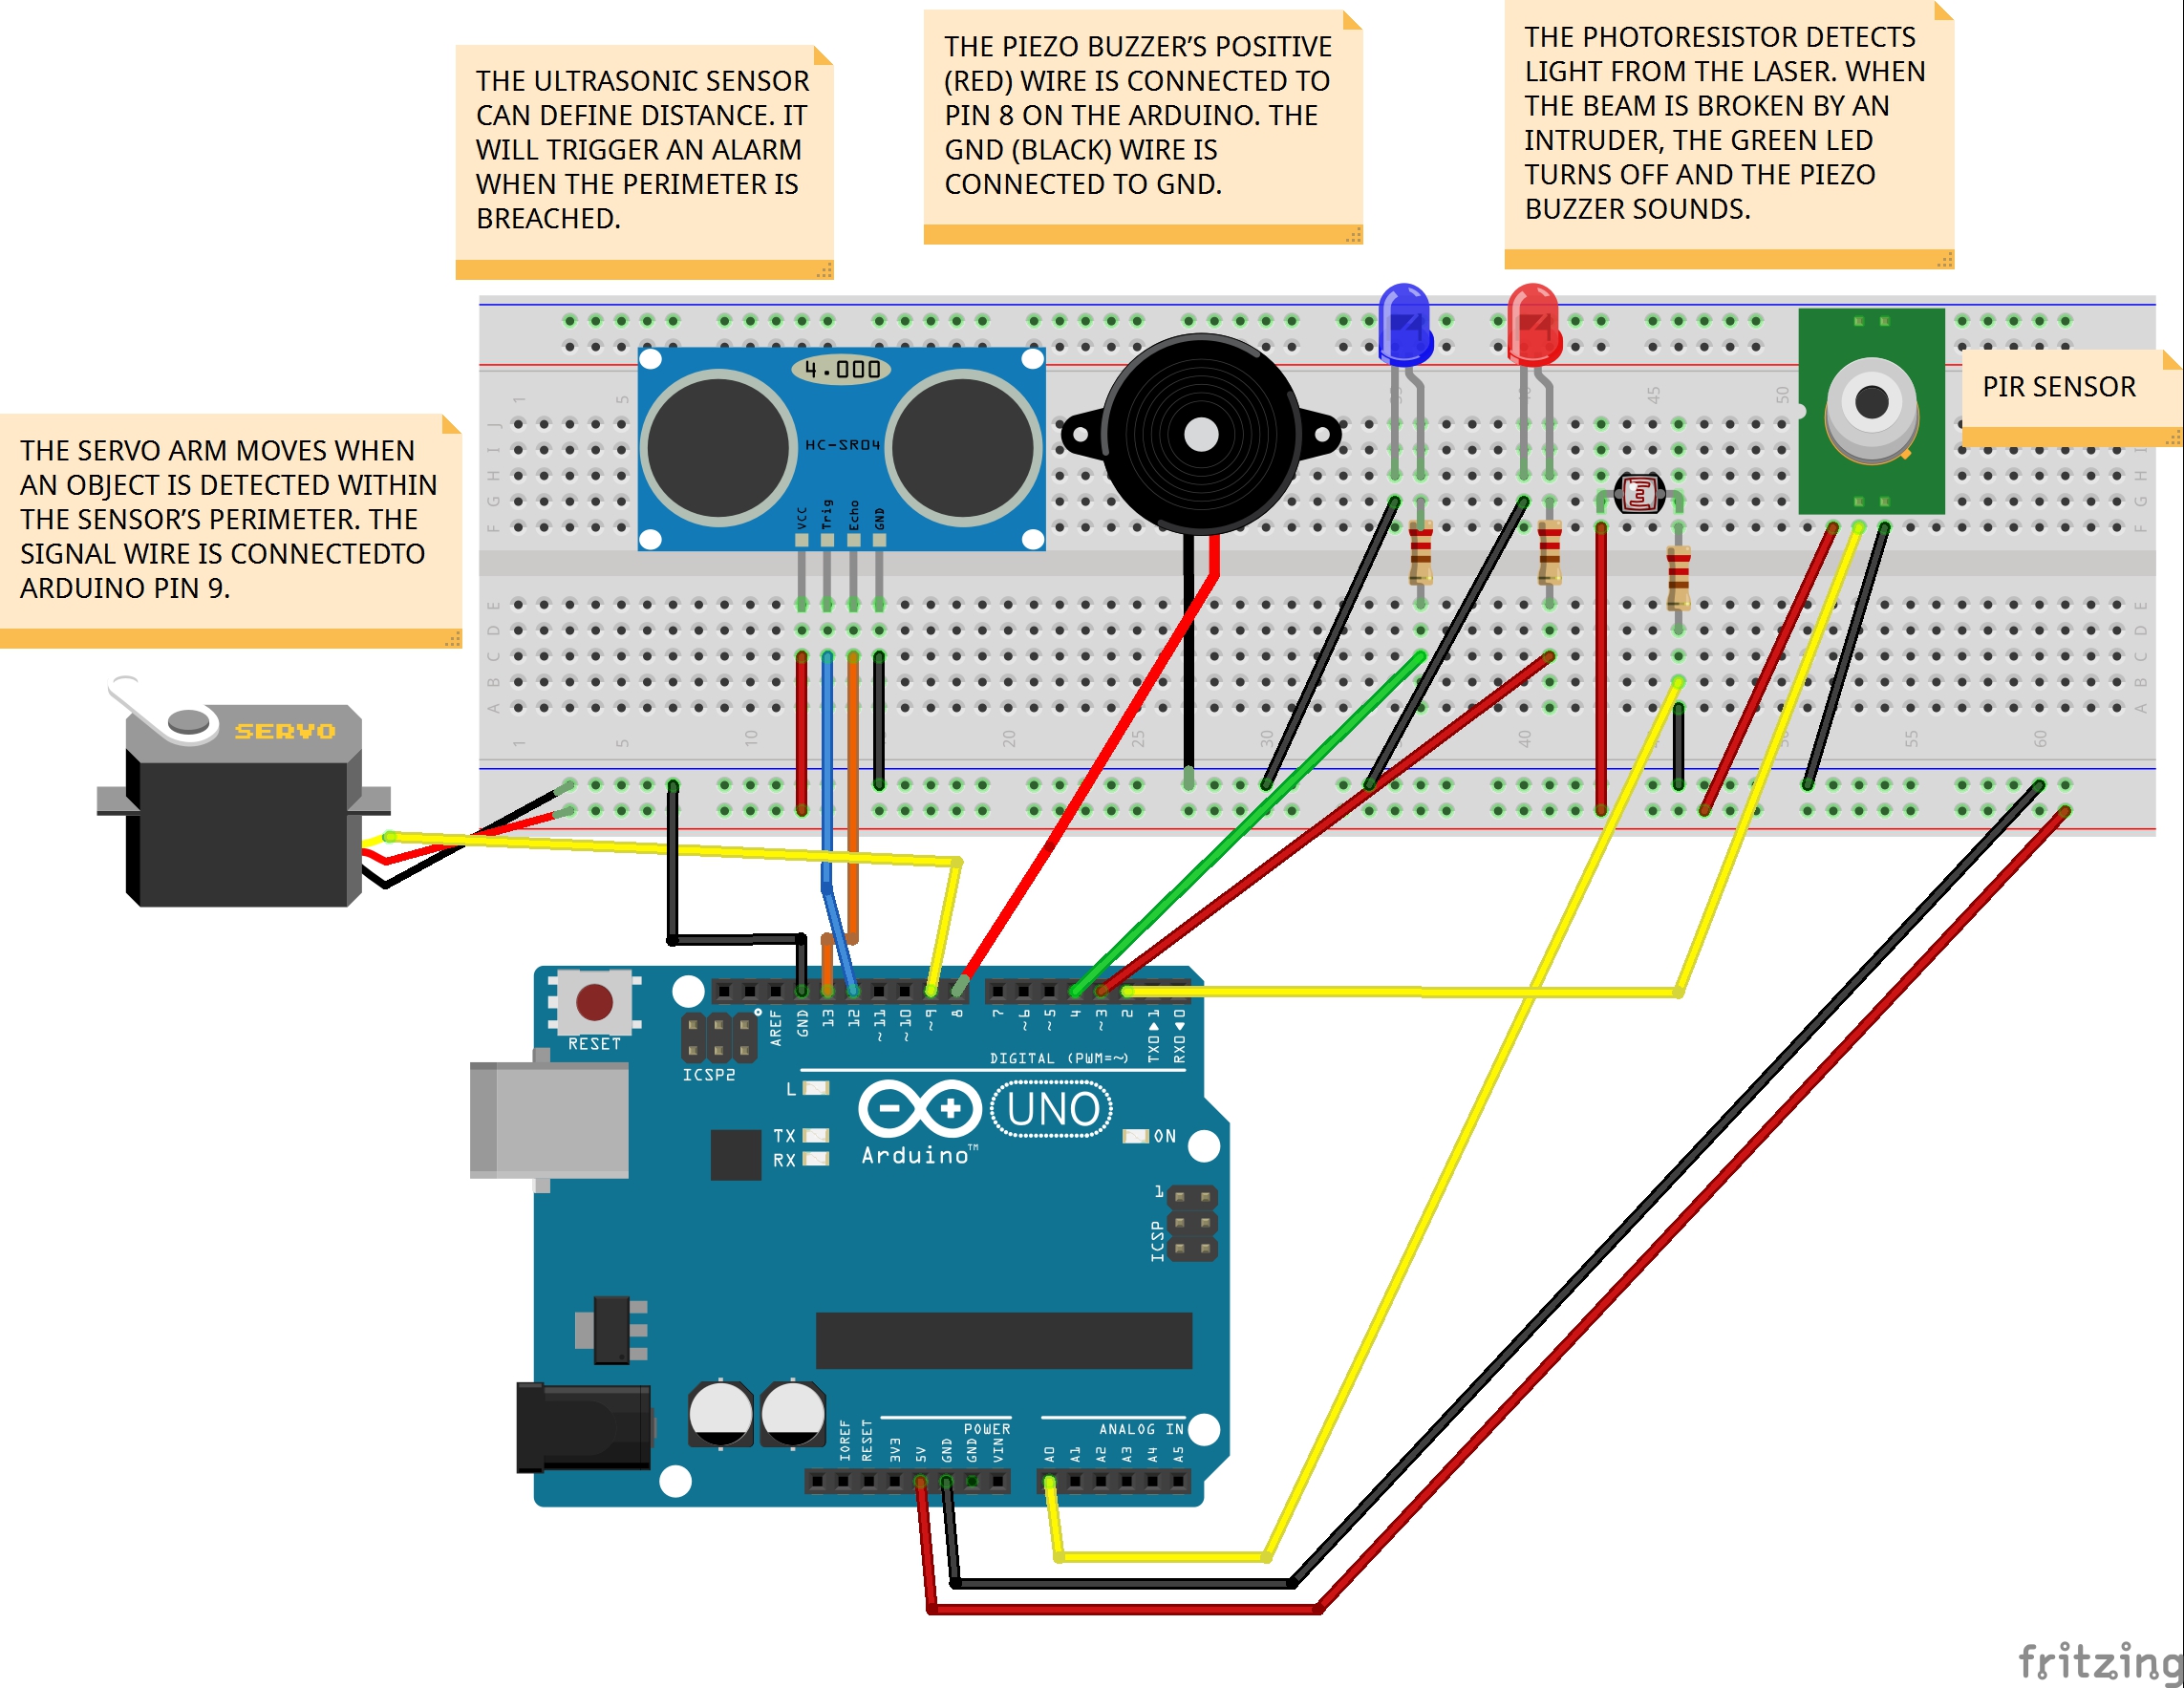 THE ULTRASONIC SENSOR
CAN DEFINE DISTANCE. IT
WILL TRIGGER AN ALARM
WHEN THE PERIMETER IS
BREACHED.
THE PIEZO BUZZER'S POSITIVE
(RED) WIRE IS CONNECTED TO
PIN 8 ON THE ARDUINO. THE
GND (BLACK) WIRE IS
CONNECTED TO GND.
THE PHOTORESISTOR DETECTS
LIGHT FROM THE LASER. WHEN
THE BEAM IS BROKEN BY AN
INTRUDER, THE GREEN LED
TURNS OFF AND THE PIEZO
BUZZER SOUNDS.
PIR SENSOR
THE SERVO ARM MOVES WHEN
AN OBJECT IS DETECTED WITHIN
THE SENSOR'S PERIMETER. THE
SIGNAL WIRE IS CONNECTEDTO
ARDUINO PIN 9.
4.000
HC-SR04
VCC Trig Echo GND
1 5 45 50
J
I I
H H
G G
F F
E E
D D
C C
B B
A A
1 5 10 20 25 30 40 50 55 60
SERVO
RESET
ICSP2
AREF GND 13 12 ~11 ~10 ~9 8 7 ~6 ~5 4 ~3 2 TX0▶1 RX0◀0
DIGITAL (PWM=~)
L
TX
RX
UNO
Arduino™
ON
1
ICSP
POWER
ANALOG IN
IOREF RESET 3V3 5V GND GND VIN A0 A1 A2 A3 A4 A5
fritzing